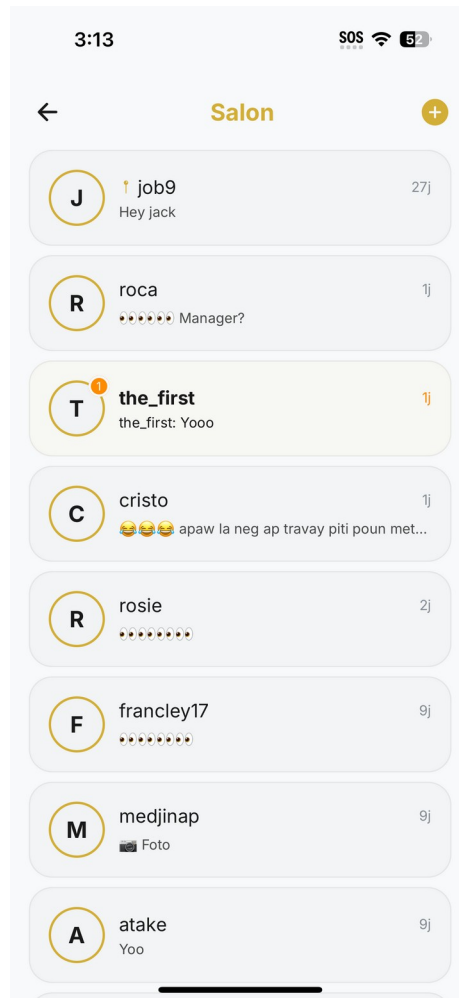 3:13
SOS
52
Salon
J
job9
27j
Hey jack
R
roca
1j
👀👀👀 Manager?
1
T
the_first
1j
the_first: Yooo
C
cristo
1j
😂😂😂 apaw la neg ap travay piti poun met...
R
rosie
2j
👀👀👀👀
F
francley17
9j
👀👀👀👀
M
medjinap
9j
📷 Foto
A
atake
9j
Yoo